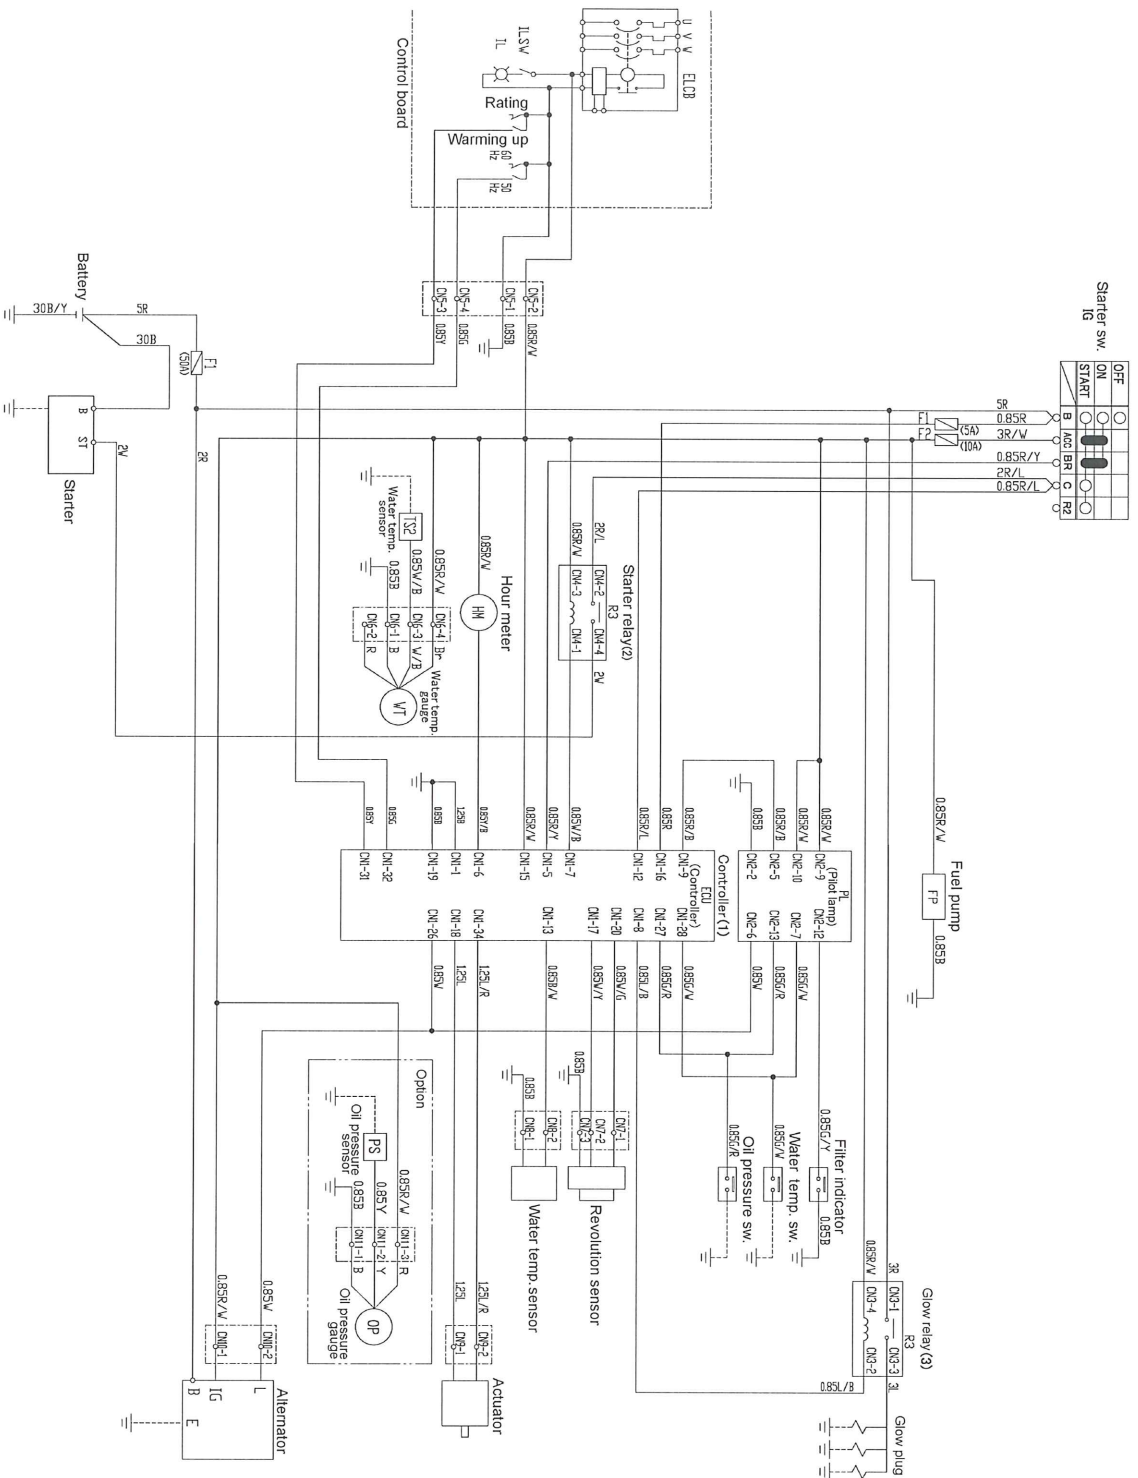 U
V
W
ELCB
ILSW
IL
Rating
Warming up
60
Hz
50
Hz
Control board
CN5-3
CN5-4
CN5-1
CN5-2
0.85Y
0.85G
0.85B
0.85R/W
Starter sw.
IG
OFF
ON
START
B
ACC
BR
C
R2
5R
0.85R
3R/W
0.85R/Y
2R/L
0.85R/L
F1
(5A)
F2
(10A)
Battery
30B/Y
5R
30B
F1
(50A)
B
ST
Starter
2W
2R
Water temp.
sensor
TS2
0.85R/W
0.85W/B
0.85B
CN6-4
CN6-3
CN6-1
CN6-2
Br
W/B
B
R
Water temp.
gauge
WT
0.85R/W
HM
Hour meter
0.85R/W
2R/L
CN4-3
CN4-2
R3
CN4-1
CN4-4
Starter relay(2)
2W
0.85Y
0.85G
0.85B
1.25B
0.85Y/B
0.85R/W
0.85R/Y
0.85W/B
0.85R/L
0.85R
0.85R/B
CN1-31
CN1-32
CN1-19
CN1-1
CN1-6
CN1-15
CN1-5
CN1-7
CN1-12
CN1-16
CN1-9
ECU
(Controller)
Controller(1)
CN1-26
CN1-18
CN1-34
CN1-13
CN1-17
CN1-20
CN1-8
CN1-27
CN1-28
0.85B
0.85R/B
0.85R/W
0.85R/W
CN2-2
CN2-5
CN2-10
CN2-9
PL
(Pilot lamp)
CN2-6
CN2-13
CN2-7
CN2-12
0.85R/W
Fuel pump
FP
0.85B
0.85W
1.25L
1.25L/R
0.85B/W
0.85W/Y
0.85W/G
0.85L/B
0.85G/R
0.85G/W
0.85W
0.85G/R
0.85G/W
0.85G/Y
0.85G/R
0.85G/W
Oil pressure sw.
Water temp. sw.
Filter indicator
0.85B
0.85B
CN7-1
CN7-2
CN7-3
Revolution sensor
0.85B
CN8-2
CN8-1
Water temp.sensor
Option
Oil pressure
sensor
PS
0.85R/W
0.85Y
0.85B
CN11-3
CN11-2
CN11-1
R
Y
B
OP
Oil pressure
gauge
1.25L
1.25L/R
CN9-1
CN9-2
Actuator
0.85R/W
0.85W
CN10-1
CN10-2
B
IG
L
E
Alternator
0.85R/W
3R
CN3-4
CN3-1
R3
CN3-2
CN3-3
Glow relay(3)
0.85L/B
3L
Glow plug